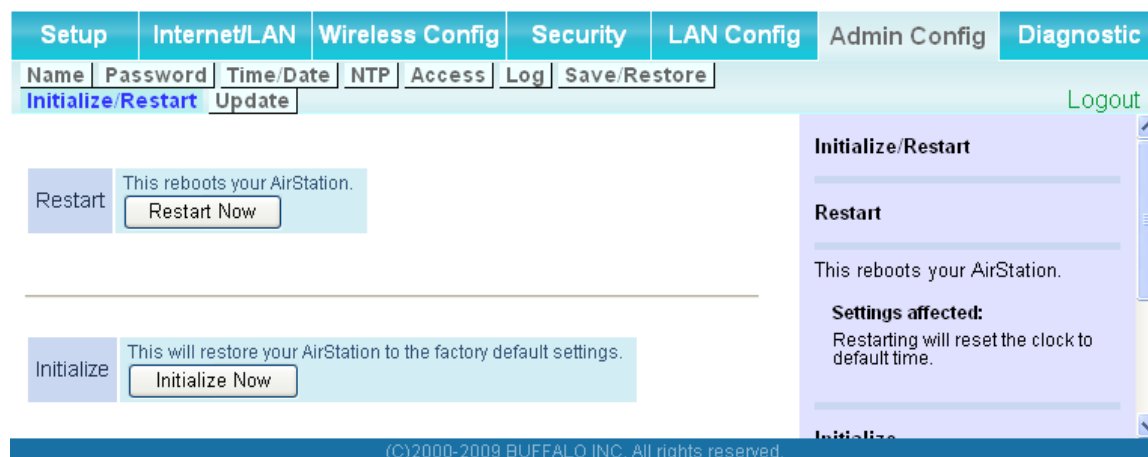 Setup Internet/LAN Wireless Config Security LAN Config Admin Config Diagnostic
Name Password Time/Date NTP Access Log Save/Restore
Initialize/Restart Update
Logout
Restart
This reboots your AirStation.
Restart Now
Initialize
This will restore your AirStation to the factory default settings.
Initialize Now
Initialize/Restart
Restart
This reboots your AirStation.
Settings affected:
Restarting will reset the clock to
default time.
Initialize
(C)2000-2009 BUFFALO INC. All rights reserved.